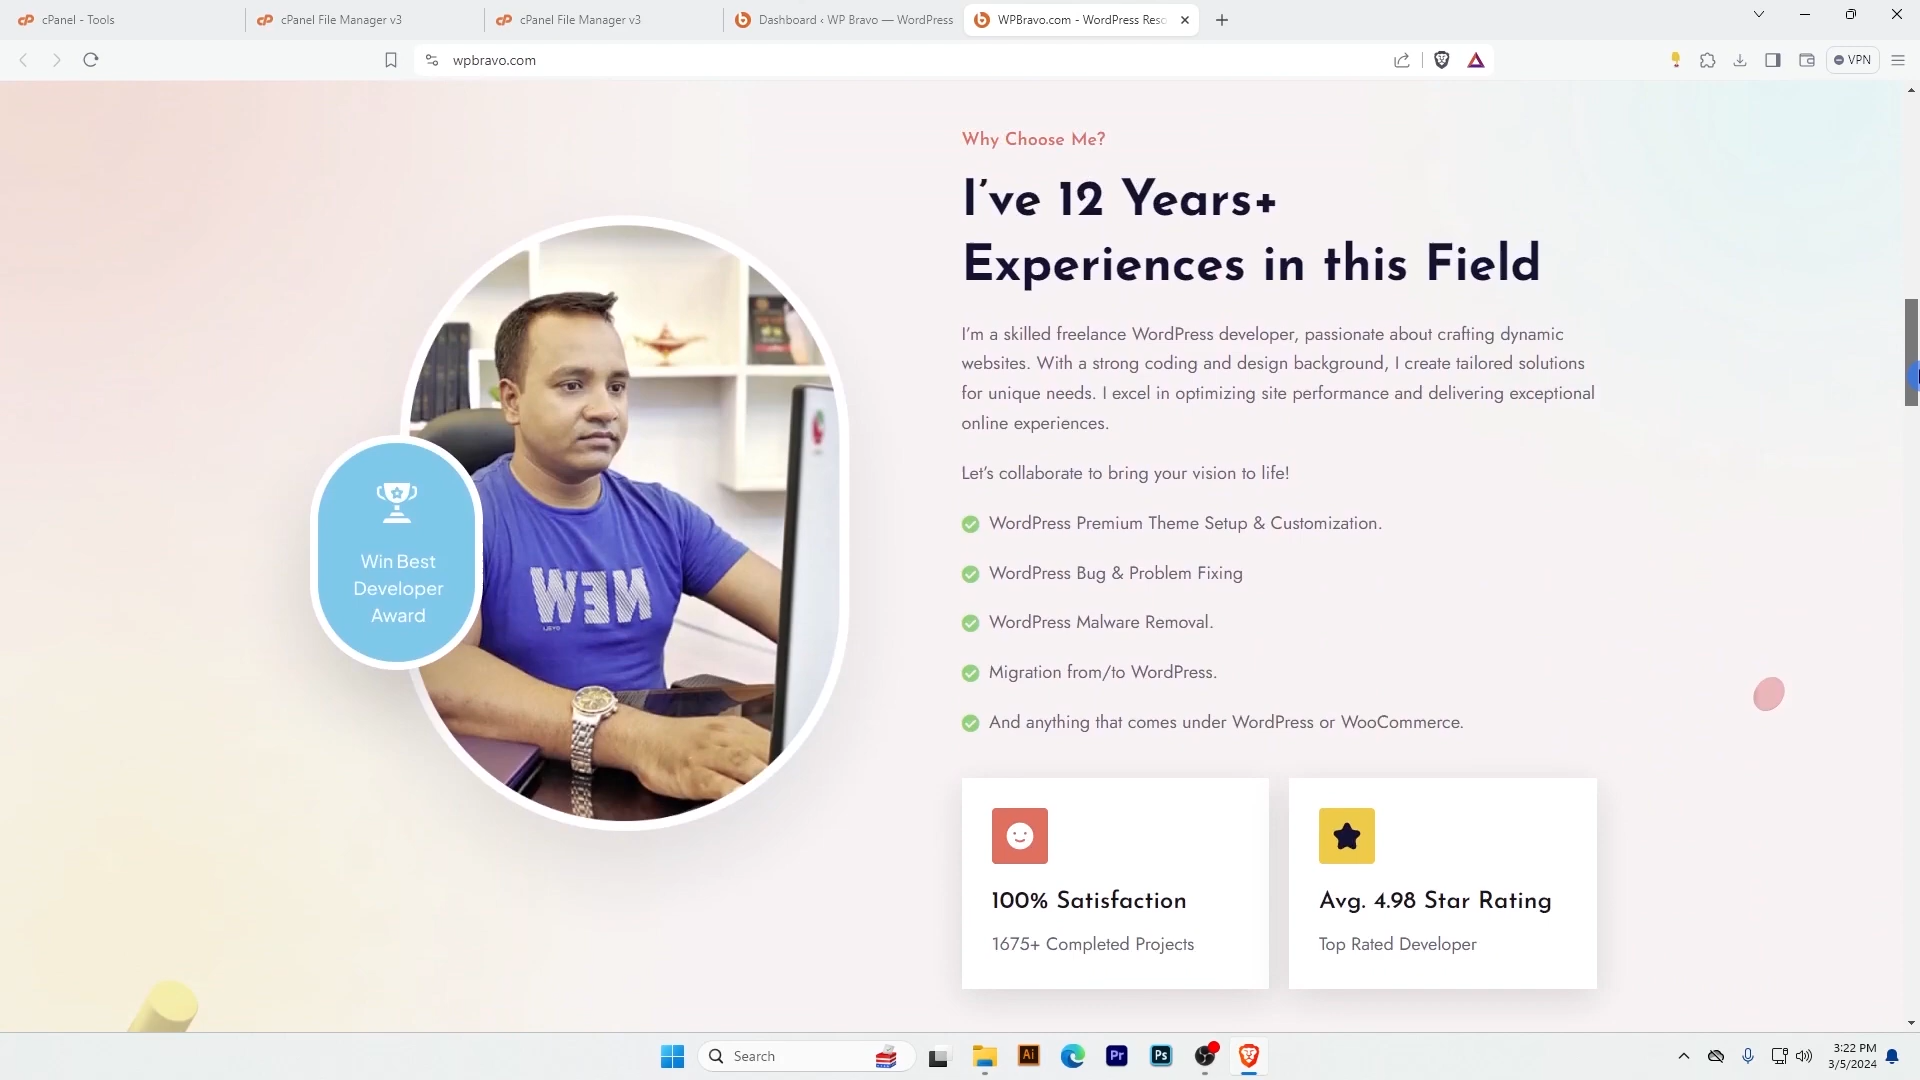 cPanel - Tools
cPanel File Manager v3
cPanel File Manager v3
Dashboard ‹ WP Bravo — WordPress
WPBravo.com - WordPress Reso
wpbravo.com
VPN
Why Choose Me?
I’ve 12 Years+
Experiences in this Field
I’m a skilled freelance WordPress developer, passionate about crafting dynamic
websites. With a strong coding and design background, I create tailored solutions
for unique needs. I excel in optimizing site performance and delivering exceptional
online experiences.
Let’s collaborate to bring your vision to life!
WordPress Premium Theme Setup & Customization.
WordPress Bug & Problem Fixing
WordPress Malware Removal.
Migration from/to WordPress.
And anything that comes under WordPress or WooCommerce.
Win Best
Developer
Award
NEW
100% Satisfaction
1675+ Completed Projects
Avg. 4.98 Star Rating
Top Rated Developer
Search
Ai
Pr
Ps
3:22 PM
3/5/2024